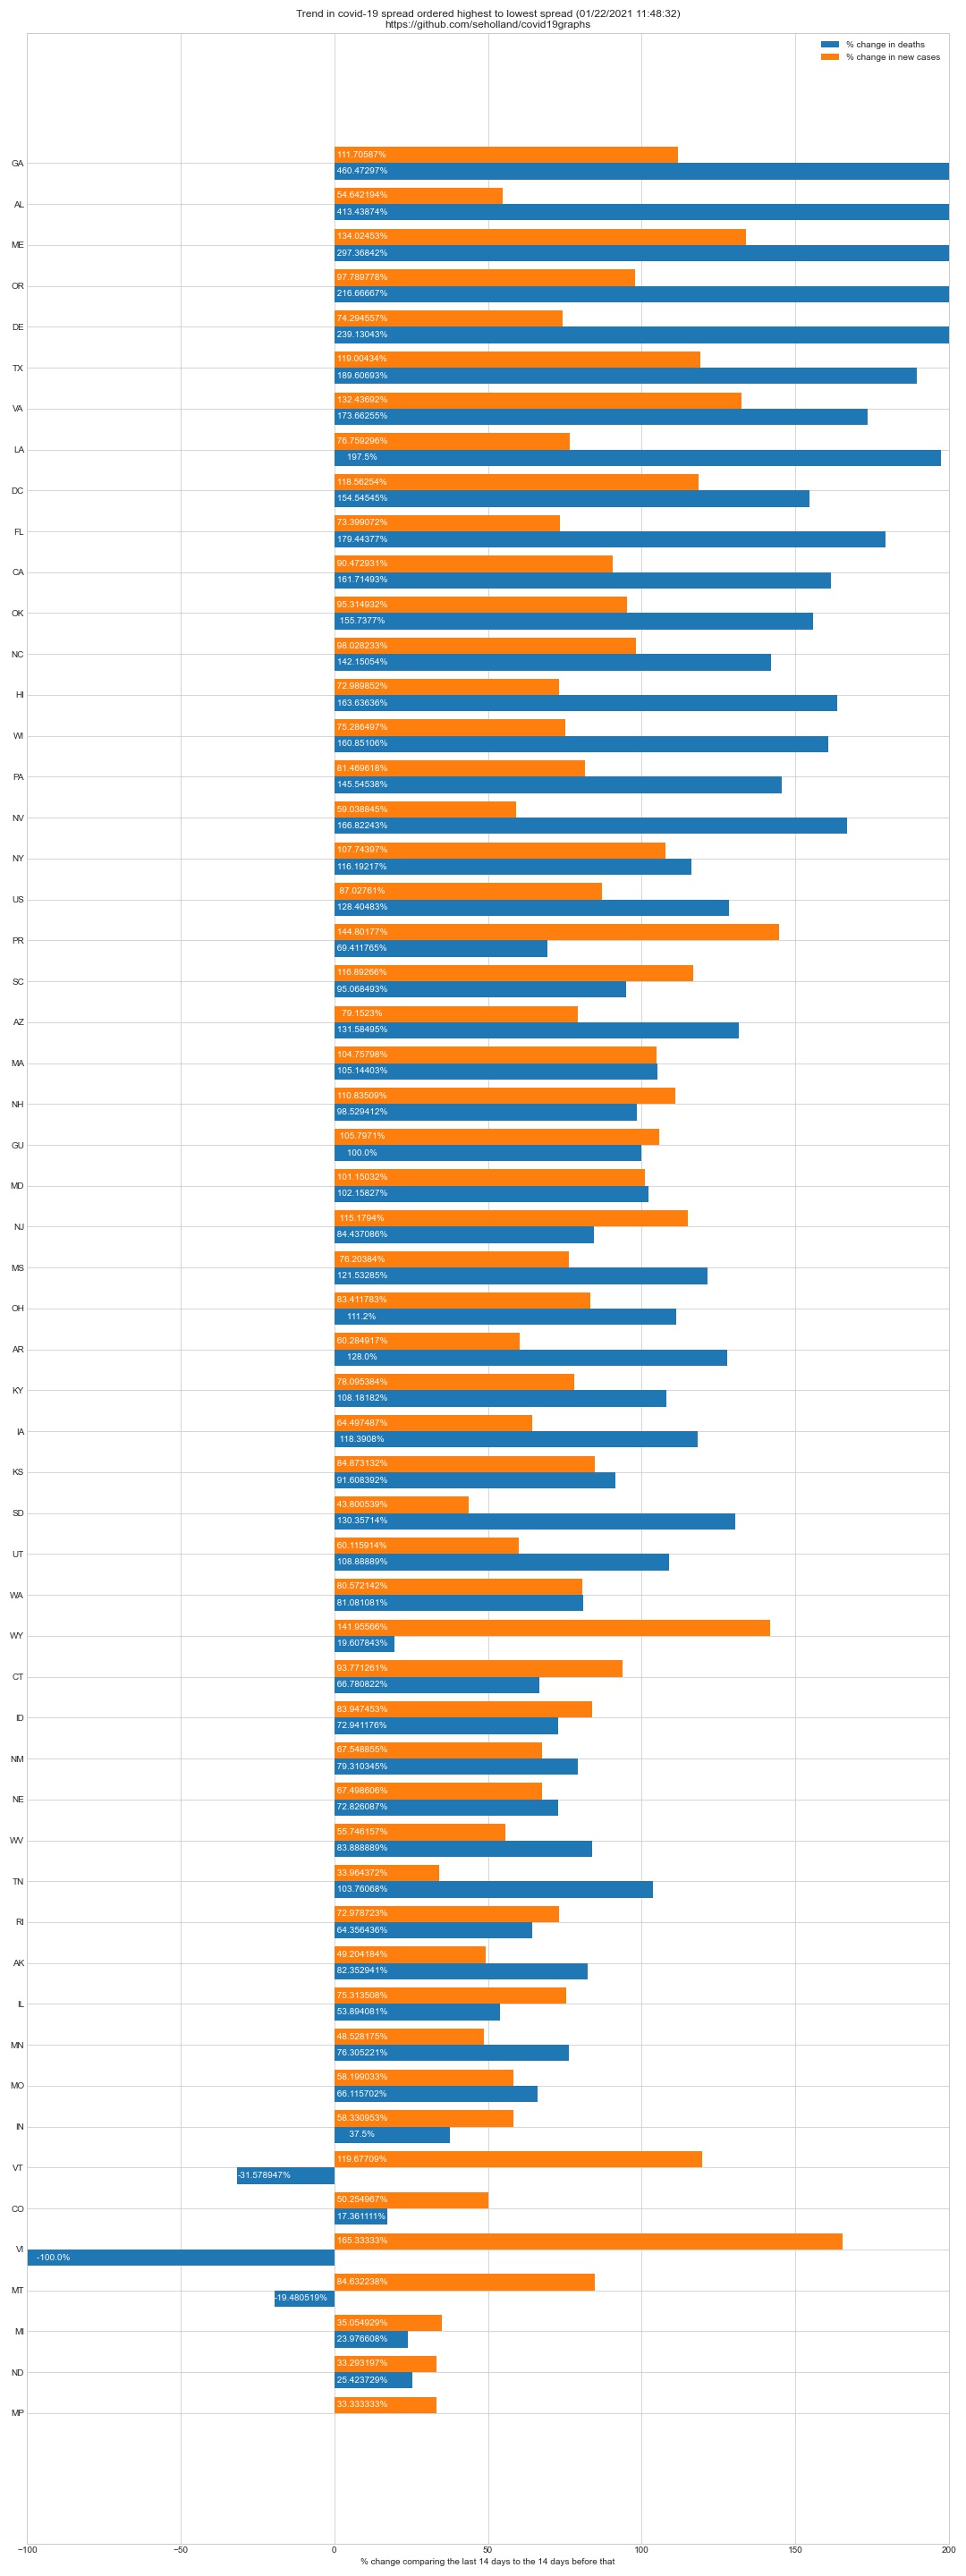 Trend in covid-19 spread ordered highest to lowest spread (01/22/2021 11:48:32)
https://github.com/seholland/covid19graphs
% change in deaths
% change in new cases
111.70587%
GA
460.47297%
54.642194%
AL
413.43874%
134.02453%
ME
297.36842%
97.789778%
OR
216.66667%
74.294557%
DE
239.13043%
119.00434%
TX
189.60693%
132.43692%
VA
173.66255%
76.759296%
LA
197.5%
118.56254%
DC
154.54545%
73.399072%
FL
179.44377%
90.472931%
CA
161.71493%
95.314932%
OK
155.7377%
98.028233%
NC
142.15054%
72.989852%
HI
163.63636%
75.286497%
WI
160.85106%
81.469618%
PA
145.54538%
59.038845%
NV
166.82243%
107.74397%
NY
116.19217%
87.02761%
US
128.40483%
144.80177%
PR
69.411765%
116.89266%
SC
95.068493%
79.1523%
AZ
131.58495%
104.75798%
MA
105.14403%
110.83509%
NH
98.529412%
105.7971%
GU
100.0%
101.15032%
MD
102.15827%
115.1794%
NJ
84.437086%
76.20384%
MS
121.53285%
83.411783%
OH
111.2%
60.284917%
AR
128.0%
78.095384%
KY
108.18182%
64.497487%
IA
118.3908%
84.873132%
KS
91.608392%
43.800539%
SD
130.35714%
60.115914%
UT
108.88889%
80.572142%
WA
81.081081%
141.95566%
WY
19.607843%
93.771261%
CT
66.780822%
83.947453%
ID
72.941176%
67.548855%
NM
79.310345%
67.498606%
NE
72.826087%
55.746157%
WV
83.888889%
33.964372%
TN
103.76068%
72.978723%
RI
64.356436%
49.204184%
AK
82.352941%
75.313508%
IL
53.894081%
48.528175%
MN
76.305221%
58.199033%
MO
66.115702%
58.330953%
IN
37.5%
119.67709%
VT
-31.578947%
50.254967%
CO
17.361111%
165.33333%
VI
-100.0%
84.632238%
MT
-19.480519%
35.054929%
MI
23.976608%
33.293197%
ND
25.423729%
33.333333%
MP
−100 −50 0 50 100 150 200
% change comparing the last 14 days to the 14 days before that